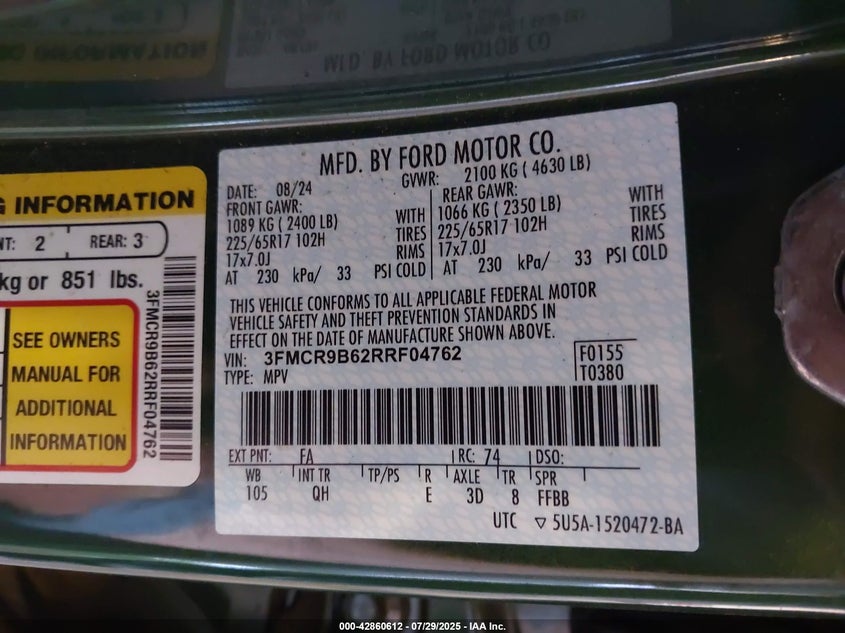 MFD. BY FORD MOTOR CO
MFD. BY FORD MOTOR CO.
DATE: 08/24
GVWR: 2100 KG ( 4630 LB)
FRONT GAWR:
1089 KG ( 2400 LB) WITH
225/65R17 102H TIRES
17x7.0J RIMS
AT 230 kPa/ 33 PSI COLD
REAR GAWR:
1066 KG ( 2350 LB) WITH
225/65R17 102H TIRES
17x7.0J RIMS
AT 230 kPa/ 33 PSI COLD
THIS VEHICLE CONFORMS TO ALL APPLICABLE FEDERAL MOTOR
VEHICLE SAFETY AND THEFT PREVENTION STANDARDS IN
EFFECT ON THE DATE OF MANUFACTURE SHOWN ABOVE.
VIN: 3FMCR9B62RRF04762
TYPE: MPV
F0155
T0380
EXT PNT: FA RC: 74 DSO:
WB INT TR TP/PS R AXLE TR SPR
105 QH E 3D 8 FFBB
UTC ▽ 5U5A-1520472-BA
INFORMATION
2 REAR: 3
kg or 851 lbs.
SEE OWNERS
MANUAL FOR
ADDITIONAL
INFORMATION
3FMCR9B62RRF04762
000-42860612 - 07/29/2025 - IAA Inc.